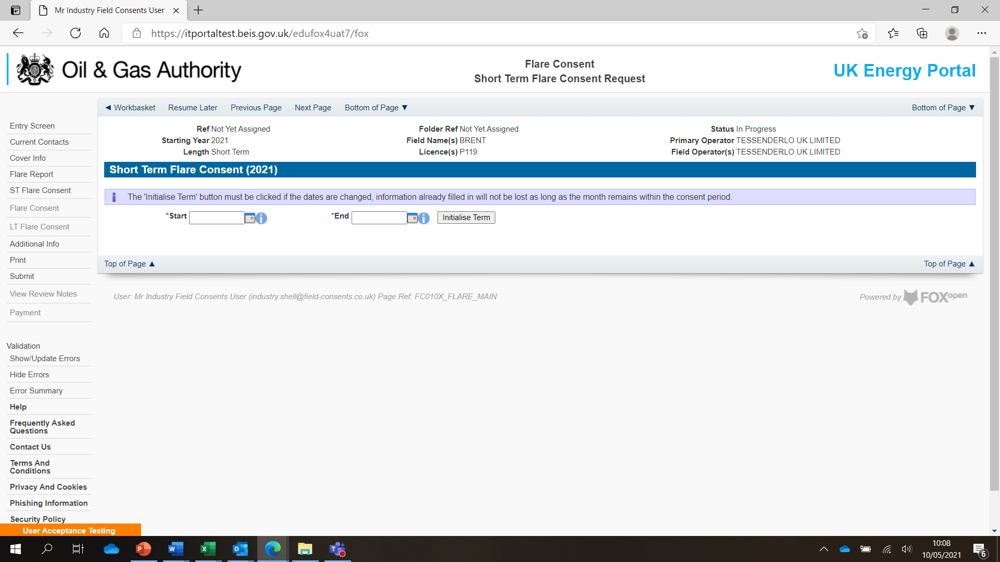 Mr Industry Field Consents User
https://itportaltest.beis.gov.uk/edufox4uat7/fox
Oil & Gas Authority
Flare Consent
Short Term Flare Consent Request
UK Energy Portal
◄ Workbasket Resume Later Previous Page Next Page Bottom of Page ▼ Bottom of Page ▼
Entry Screen
Current Contacts
Cover Info
Flare Report
ST Flare Consent
Flare Consent
LT Flare Consent
Additional Info
Print
Submit
View Review Notes
Payment
Validation
Show/Update Errors
Hide Errors
Error Summary
Help
Frequently Asked
Questions
Contact Us
Terms And
Conditions
Privacy And Cookies
Phishing Information
Security Policy
User Acceptance Testing
Ref Not Yet Assigned Folder Ref Not Yet Assigned Status In Progress
Starting Year 2021 Field Name(s) BRENT Primary Operator TESSENDERLO UK LIMITED
Length Short Term Licence(s) P119 Field Operator(s) TESSENDERLO UK LIMITED
Short Term Flare Consent (2021)
The 'Initialise Term' button must be clicked if the dates are changed, information already filled in will not be lost as long as the month remains within the consent period.
*Start *End Initialise Term
Top of Page ▲ Top of Page ▲
User: Mr Industry Field Consents User (industry.shell@field-consents.co.uk) Page Ref: FC010X_FLARE_MAIN
Powered by FOXopen
10:08
10/05/2021
6